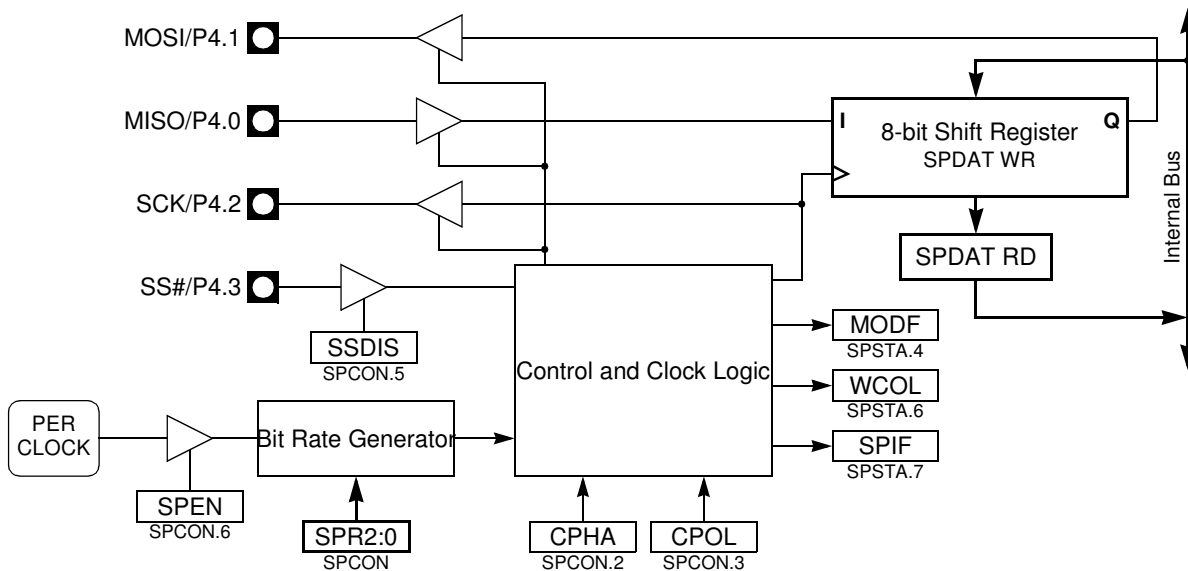 MOSI/P4.1
MISO/P4.0
I
8-bit Shift Register
Q
SPDAT WR
SCK/P4.2
Internal Bus
SPDAT RD
SS#/P4.3
SSDIS
SPCON.5
Control and Clock Logic
MODF
SPSTA.4
WCOL
SPSTA.6
SPIF
SPSTA.7
PER
CLOCK
Bit Rate Generator
SPEN
SPCON.6
SPR2:0
SPCON
CPHA
SPCON.2
CPOL
SPCON.3